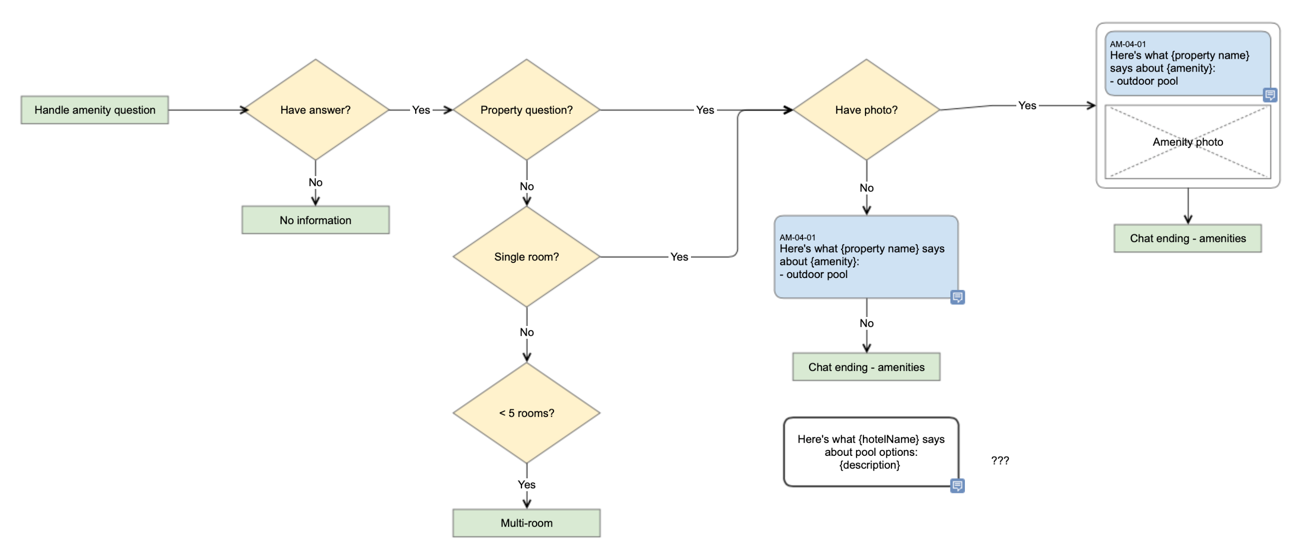 Handle amenity question
Have answer?
Yes
No
No information
Property question?
Yes
No
Single room?
Yes
No
< 5 rooms?
Yes
Multi-room
Have photo?
Yes
No
AM-04-01
Here's what {property name} says
about {amenity}:
- outdoor pool
No
Chat ending - amenities
AM-04-01
Here's what {property name}
says about {amenity}:
- outdoor pool
Amenity photo
Chat ending - amenities
Here's what {hotelName} says
about pool options:
{description}
???